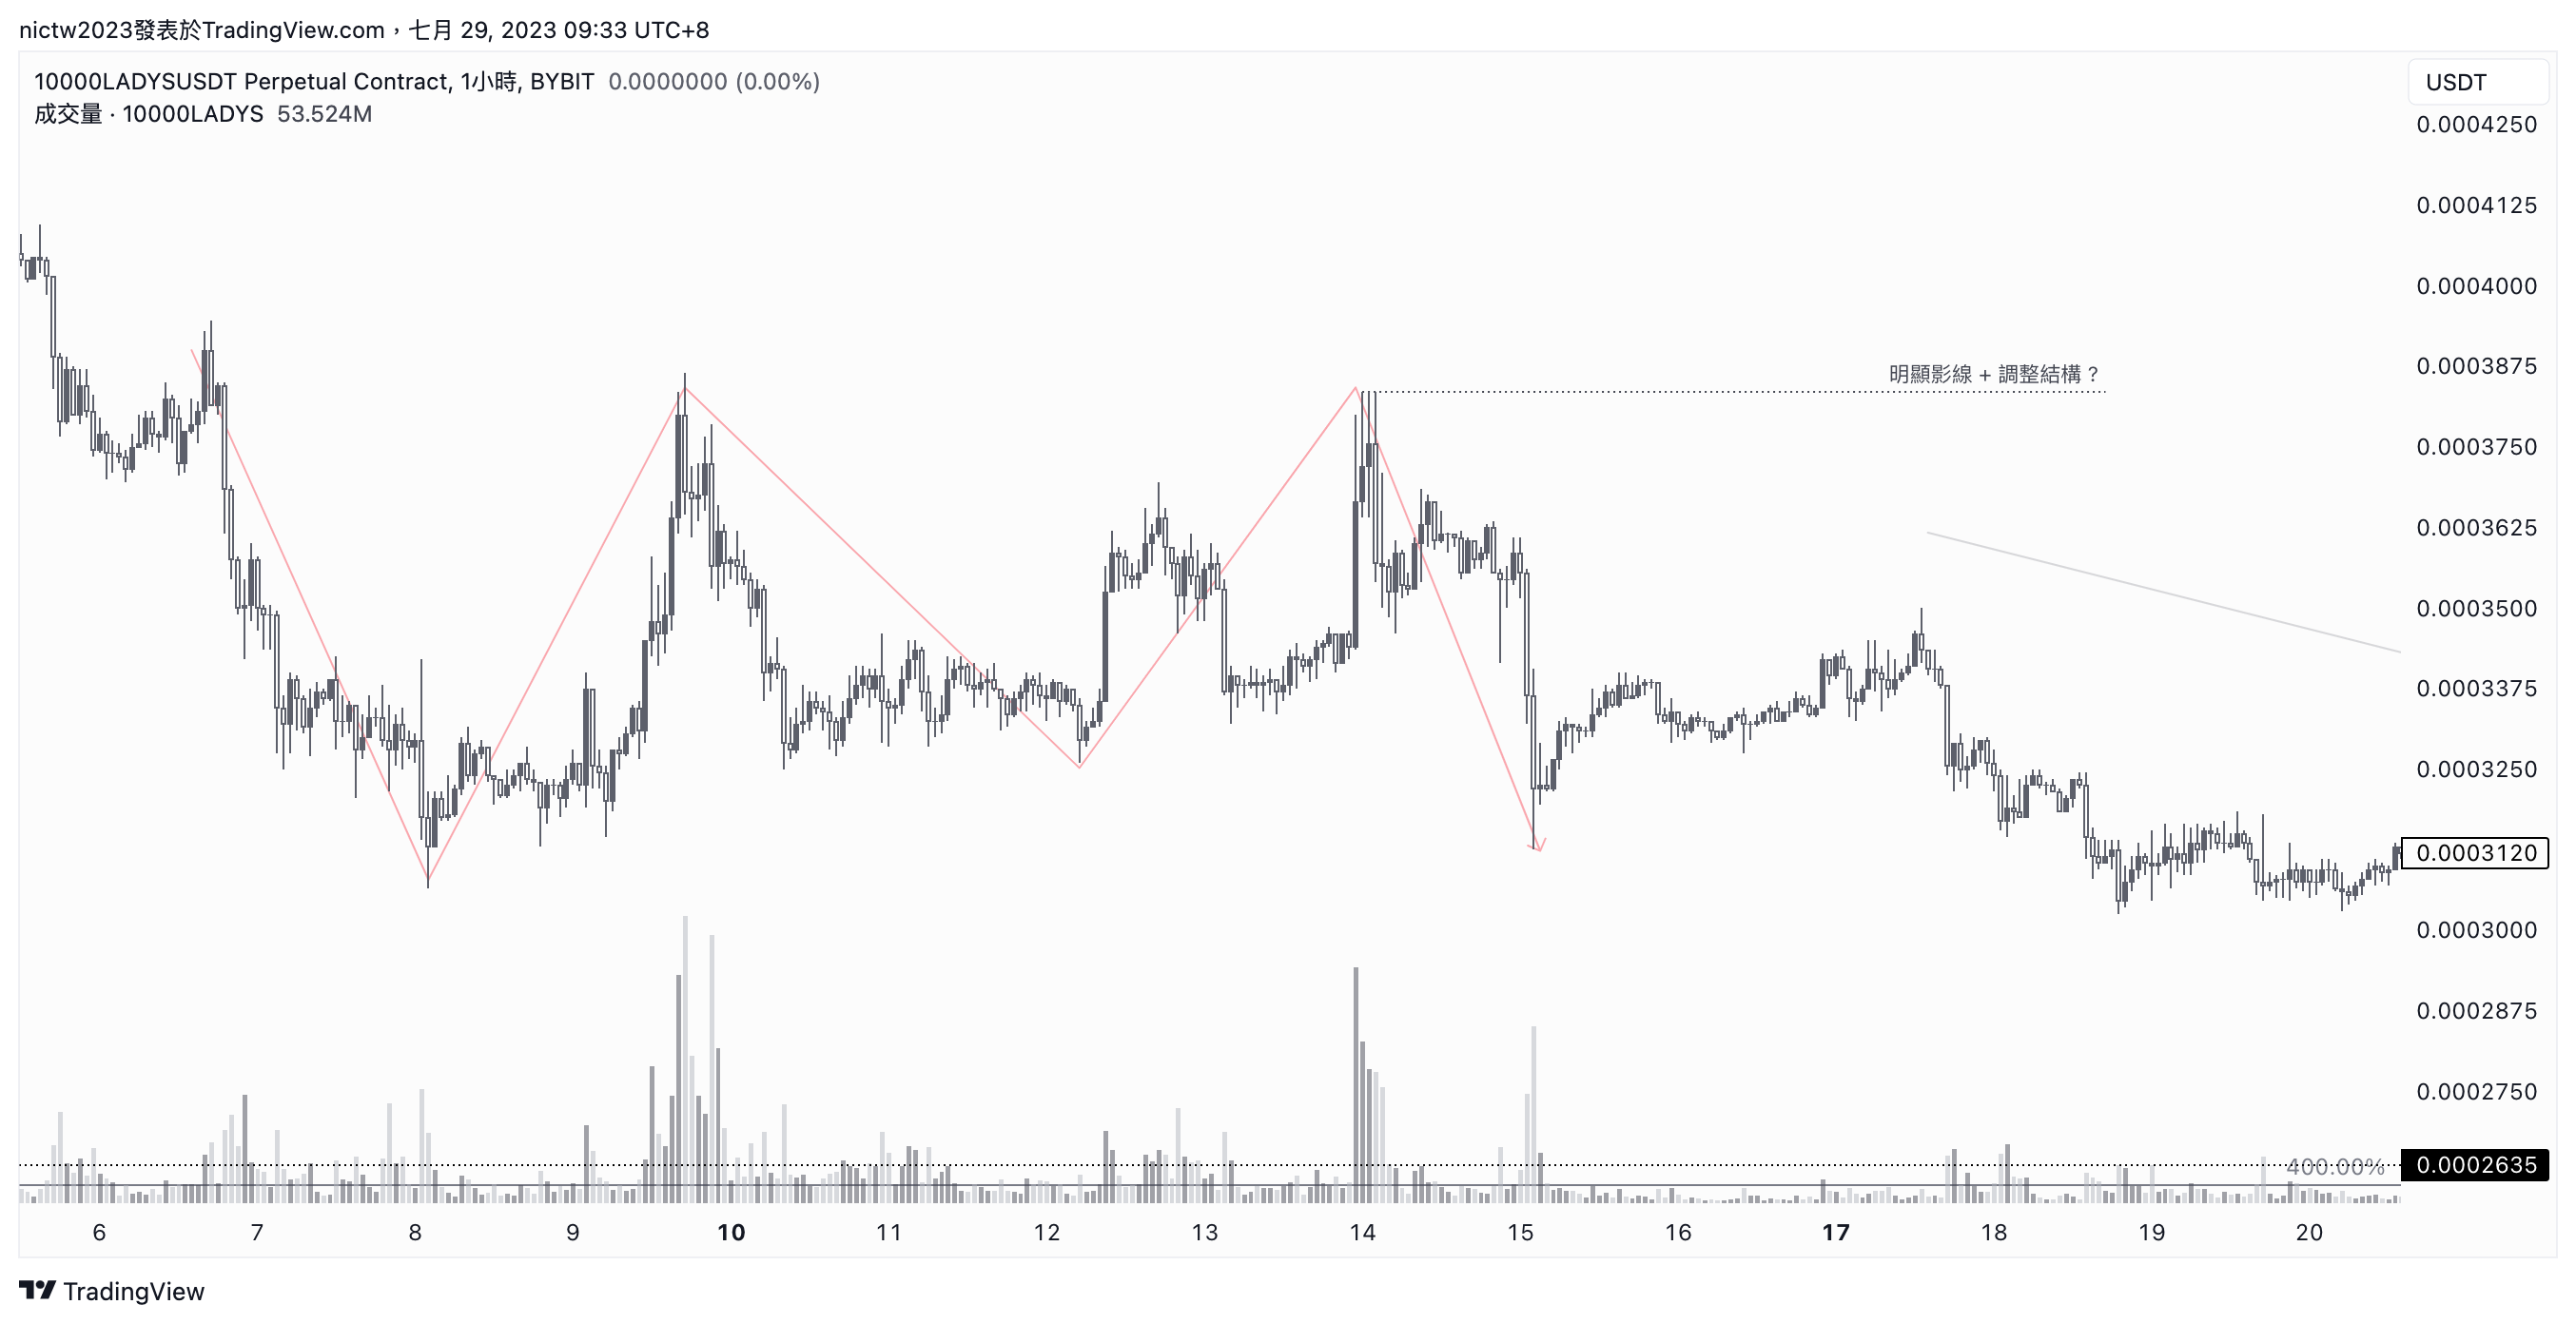 nictw2023發表於TradingView.com，七月 29, 2023 09:33 UTC+8
10000LADYSUSDT Perpetual Contract, 1小時, BYBIT 0.0000000 (0.00%)
成交量 · 10000LADYS 53.524M
USDT
0.0004250
0.0004125
0.0004000
0.0003875
明顯影線 + 調整結構 ?
0.0003750
0.0003625
0.0003500
0.0003375
0.0003250
0.0003120
0.0003000
0.0002875
0.0002750
400.00%
0.0002635
6 7 8 9 10 11 12 13 14 15 16 17 18 19 20
TradingView